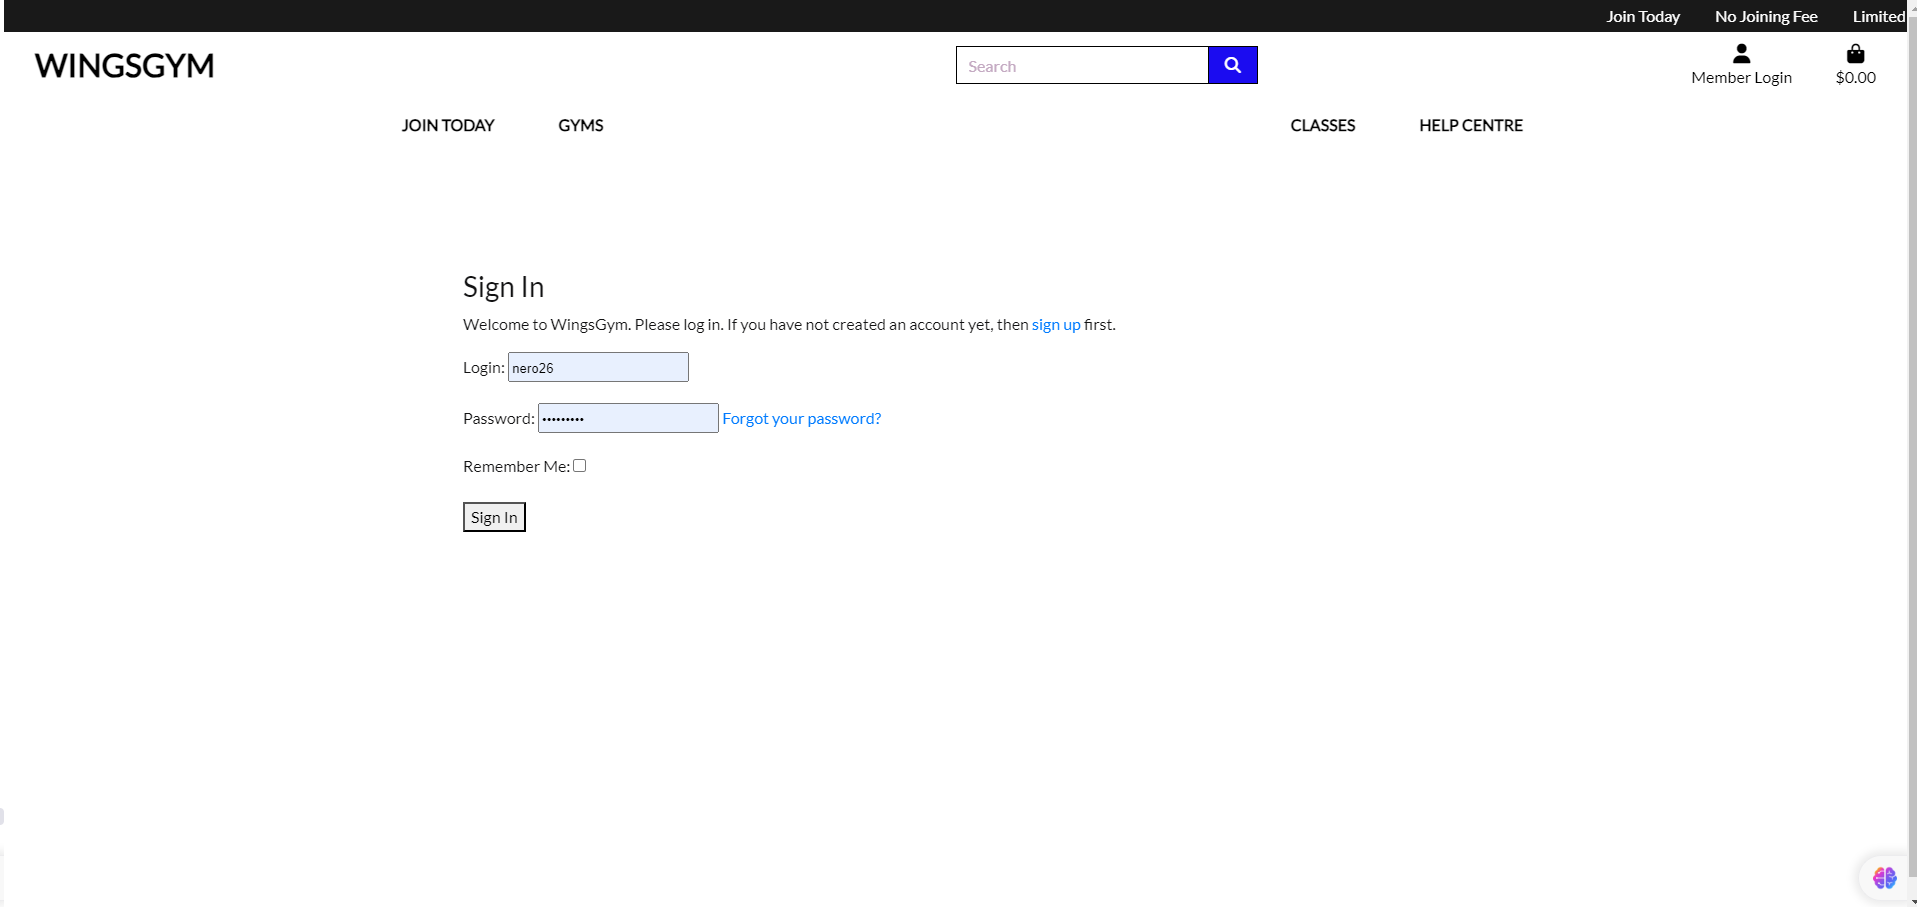 Join Today No Joining Fee Limited
WINGSGYM
Search
Member Login
$0.00
JOIN TODAY GYMS CLASSES HELP CENTRE
Sign In
Welcome to WingsGym. Please log in. If you have not created an account yet, then sign up first.
Login: nero26
Password: ••••••••• Forgot your password?
Remember Me:
Sign In